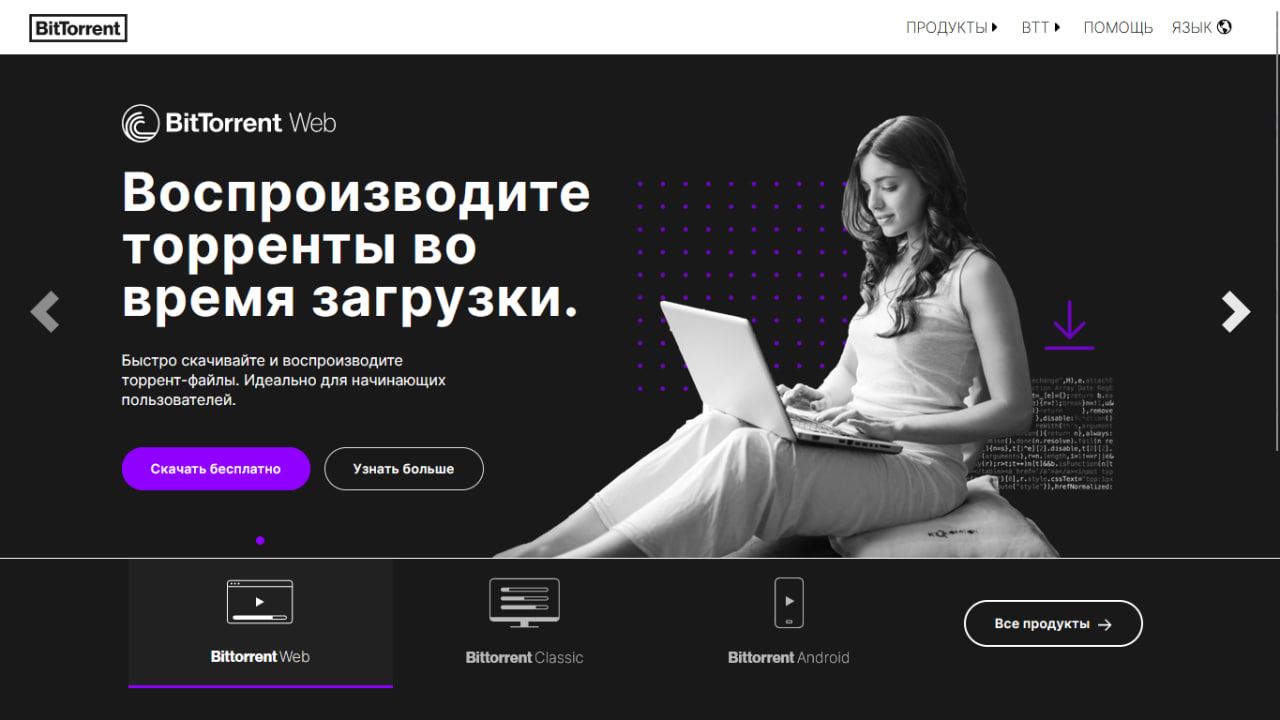 BitTorrent
ПРОДУКТЫ
BTT
ПОМОЩЬ
ЯЗЫК
BitTorrent Web
Воспроизводите
торренты во
время загрузки.
Быстро скачивайте и воспроизводите
торрент-файлы. Идеально для начинающих
пользователей.
Скачать бесплатно
Узнать больше
Bittorrent Web
Bittorrent Classic
Bittorrent Android
Все продукты